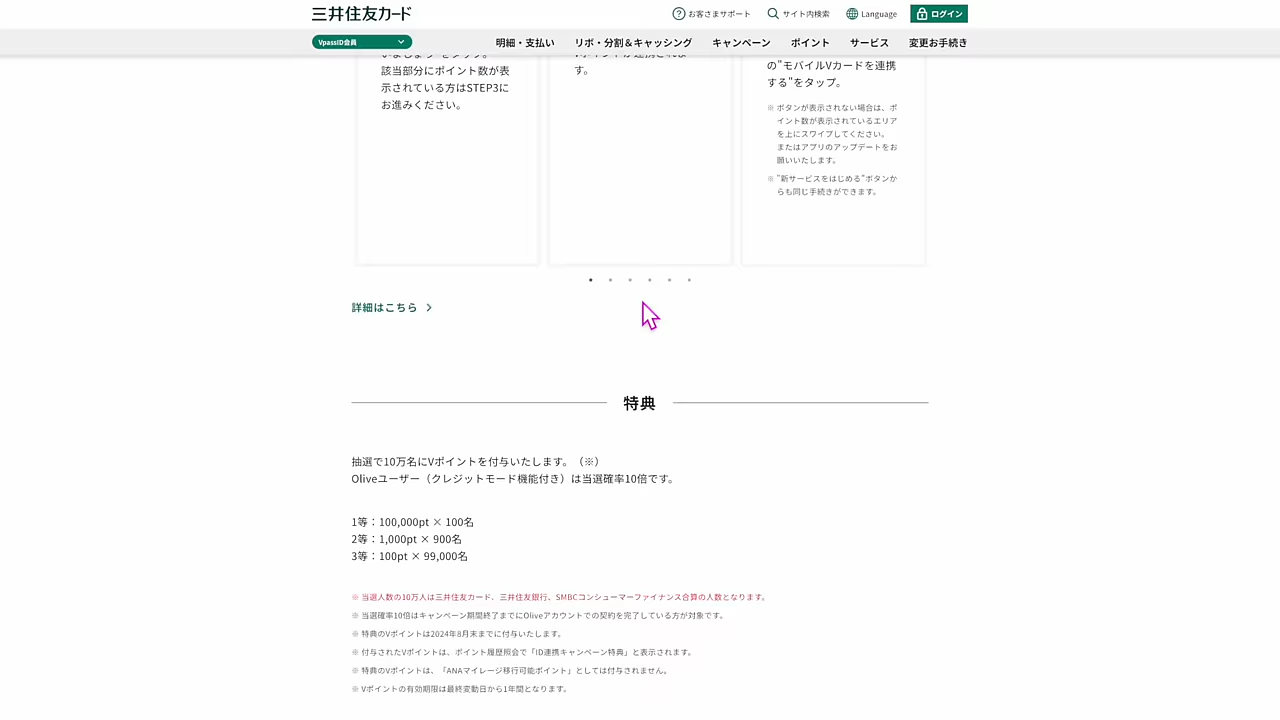 三井住友カード
お客さまサポート
サイト内検索
Language
ログイン
VpassID会員
明細・支払い
リボ・分割＆キャッシング
キャンペーン
ポイント
サービス
変更お手続き
該当部分にポイント数が表
示されている方はSTEP3に
お進みください。
す。
の"モバイルVカードを連携
する"をタップ。
※ ボタンが表示されない場合は、ポ
イント数が表示されているエリア
を上にスワイプしてください。
またはアプリのアップデートをお
願いいたします。
※ "新サービスをはじめる"ボタンか
らも同じ手続きができます。
詳細はこちら
特典
抽選で10万名にVポイントを付与いたします。（※）
Oliveユーザー（クレジットモード機能付き）は当選確率10倍です。
1等：100,000pt × 100名
2等：1,000pt × 900名
3等：100pt × 99,000名
※ 当選人数の10万人は三井住友カード、三井住友銀行、SMBCコンシューマーファイナンス合算の人数となります。
※ 当選確率10倍はキャンペーン期間終了までにOliveアカウントでの契約を完了している方が対象です。
※ 特典のVポイントは2024年8月末までに付与いたします。
※ 付与されたVポイントは、ポイント履歴照会で「ID連携キャンペーン特典」と表示されます。
※ 特典のVポイントは、「ANAマイレージ移行可能ポイント」としては付与されません。
※ Vポイントの有効期限は最終変動日から1年間となります。